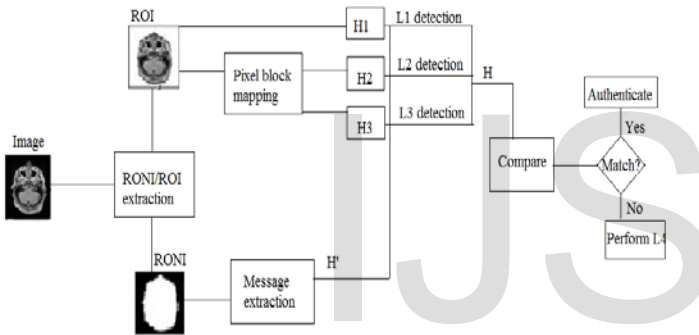 ROI
H1
L1 detection
Pixel block
mapping
H2
L2 detection
H
H3
L3 detection
Authenticate
Yes
Image
RONI/ROI
extraction
Compare
Match?
No
Perform L4
RONI
Message
extraction
H'
IJS